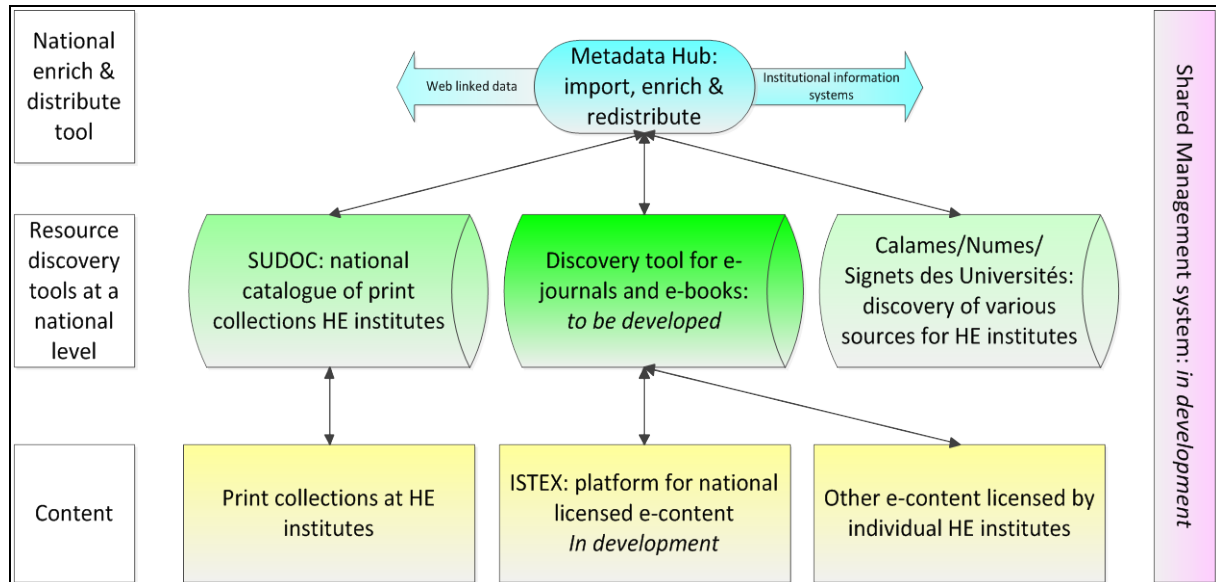 National
enrich &
distribute
tool
Web linked data
Metadata Hub:
import, enrich &
redistribute
Institutional information
systems
Resource
discovery
tools at a
national
level
SUDOC: national
catalogue of print
collections HE institutes
Discovery tool for e-
journals and e-books:
to be developed
Calames/Numes/
Signets des Universités:
discovery of various
sources for HE institutes
Content
Print collections at HE
institutes
ISTEX: platform for national
licensed e-content
In development
Other e-content licensed by
individual HE institutes
Shared Management system: in development